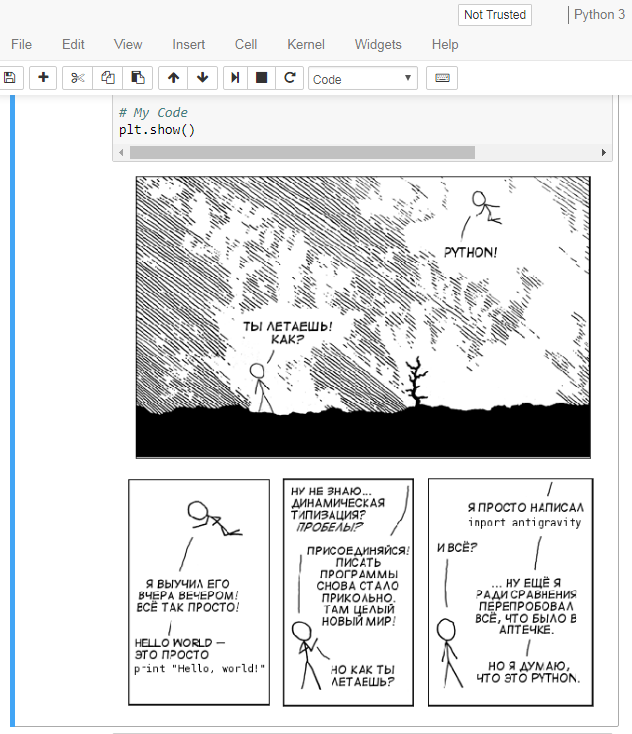 Not Trusted
Python 3
File Edit View Insert Cell Kernel Widgets Help
Code
# My Code
plt.show()
PYTHON!
ТЫ ЛЕТАЕШЬ!
КАК?
Я ВЫУЧИЛ ЕГО
ВЧЕРА ВЕЧЕРОМ!
ВСЁ ТАК ПРОСТО!
HELLO WORLD —
ЭТО ПРОСТО
print "Hello, world!"
НУ НЕ ЗНАЮ...
ДИНАМИЧЕСКАЯ
ТИПИЗАЦИЯ?
ПРОБЕЛЫ?
ПРИСОЕДИНЯЙСЯ!
ПИСАТЬ
ПРОГРАММЫ
СНОВА СТАЛО
ПРИКОЛЬНО.
ТАМ ЦЕЛЫЙ
НОВЫЙ МИР!
НО КАК ТЫ
ЛЕТАЕШЬ?
Я ПРОСТО НАПИСАЛ
import antigravity
И ВСЁ?
... НУ ЕЩЁ Я
РАДИ СРАВНЕНИЯ
ПЕРЕПРОБОВАЛ
ВСЁ, ЧТО БЫЛО В
АПТЕЧКЕ.
НО Я ДУМАЮ,
ЧТО ЭТО PYTHON.